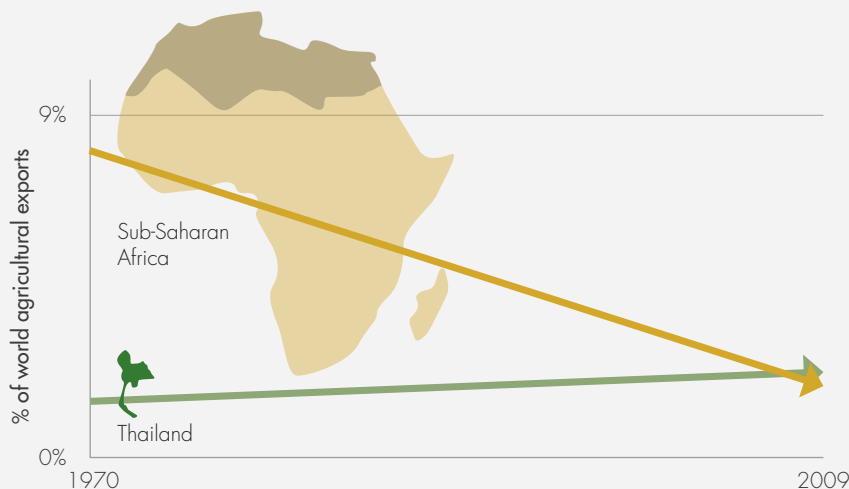 % of world agricultural exports
9%
Sub-Saharan
Africa
Thailand
0%
1970
2009